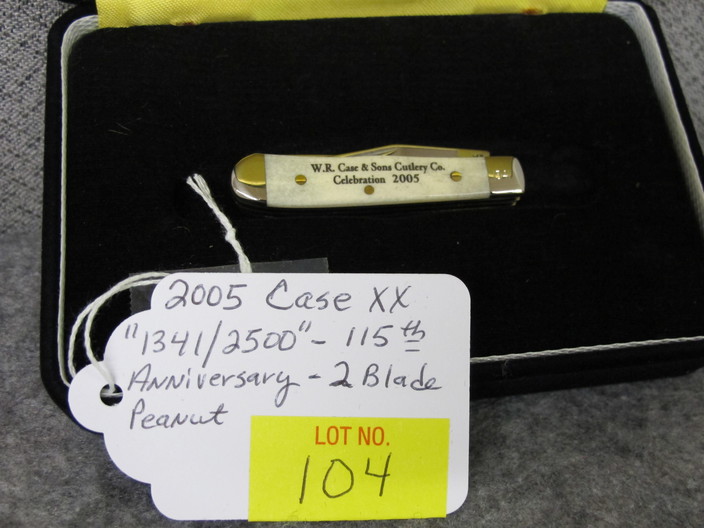 W.R. Case & Sons Cutlery Co.
Celebration 2005
2005 Case XX
"1341/2500" - 115th
Anniversary - 2 Blade
Peanut
LOT NO.
104